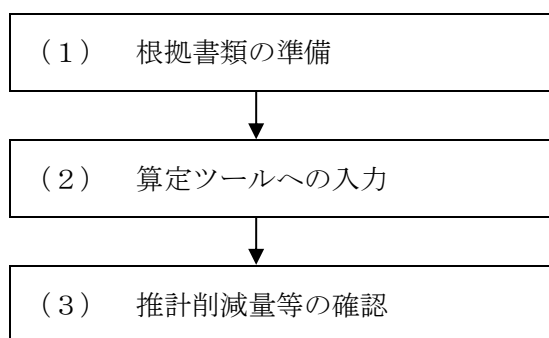 （１）　根拠書類の準備
（２）　算定ツールへの入力
（３）　推計削減量等の確認